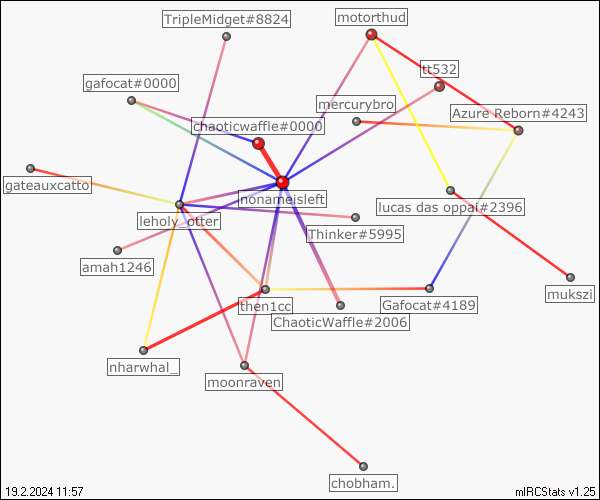 TripleMidget#8824
motorthud
tt532
gafocat#0000
mercurybro
Azure Reborn#4243
chaoticwaffle#0000
gateauxcatto
nonameisleft
lucas das oppai#2396
leholy_otter
Thinker#5995
amah1246
mukszi
then1cc
Gafocat#4189
ChaoticWaffle#2006
nharwhal_
moonraven
chobham.
19.2.2024 11:57
mIRCStats v1.25